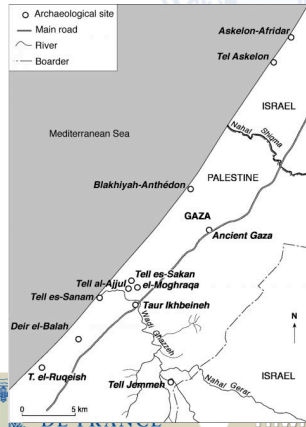 Archaeological site
Main road
River
Boarder
Askelon-Afridar
Tel Askelon
ISRAEL
Nahal Shiqma
Mediterranean Sea
PALESTINE
Blakhiyah-Anthédon
GAZA
Ancient Gaza
Tell es-Sakan
Tell al-Ajjul
el-Moghraqa
Tell es-Sanam
Taur Ikhbeineh
Wadi Ghazzeh
N
Deir el-Balah
ISRAEL
T. el-Ruqeish
Tell Jemmeh
Nahal Gerar
0 5 km
DE FRANCE